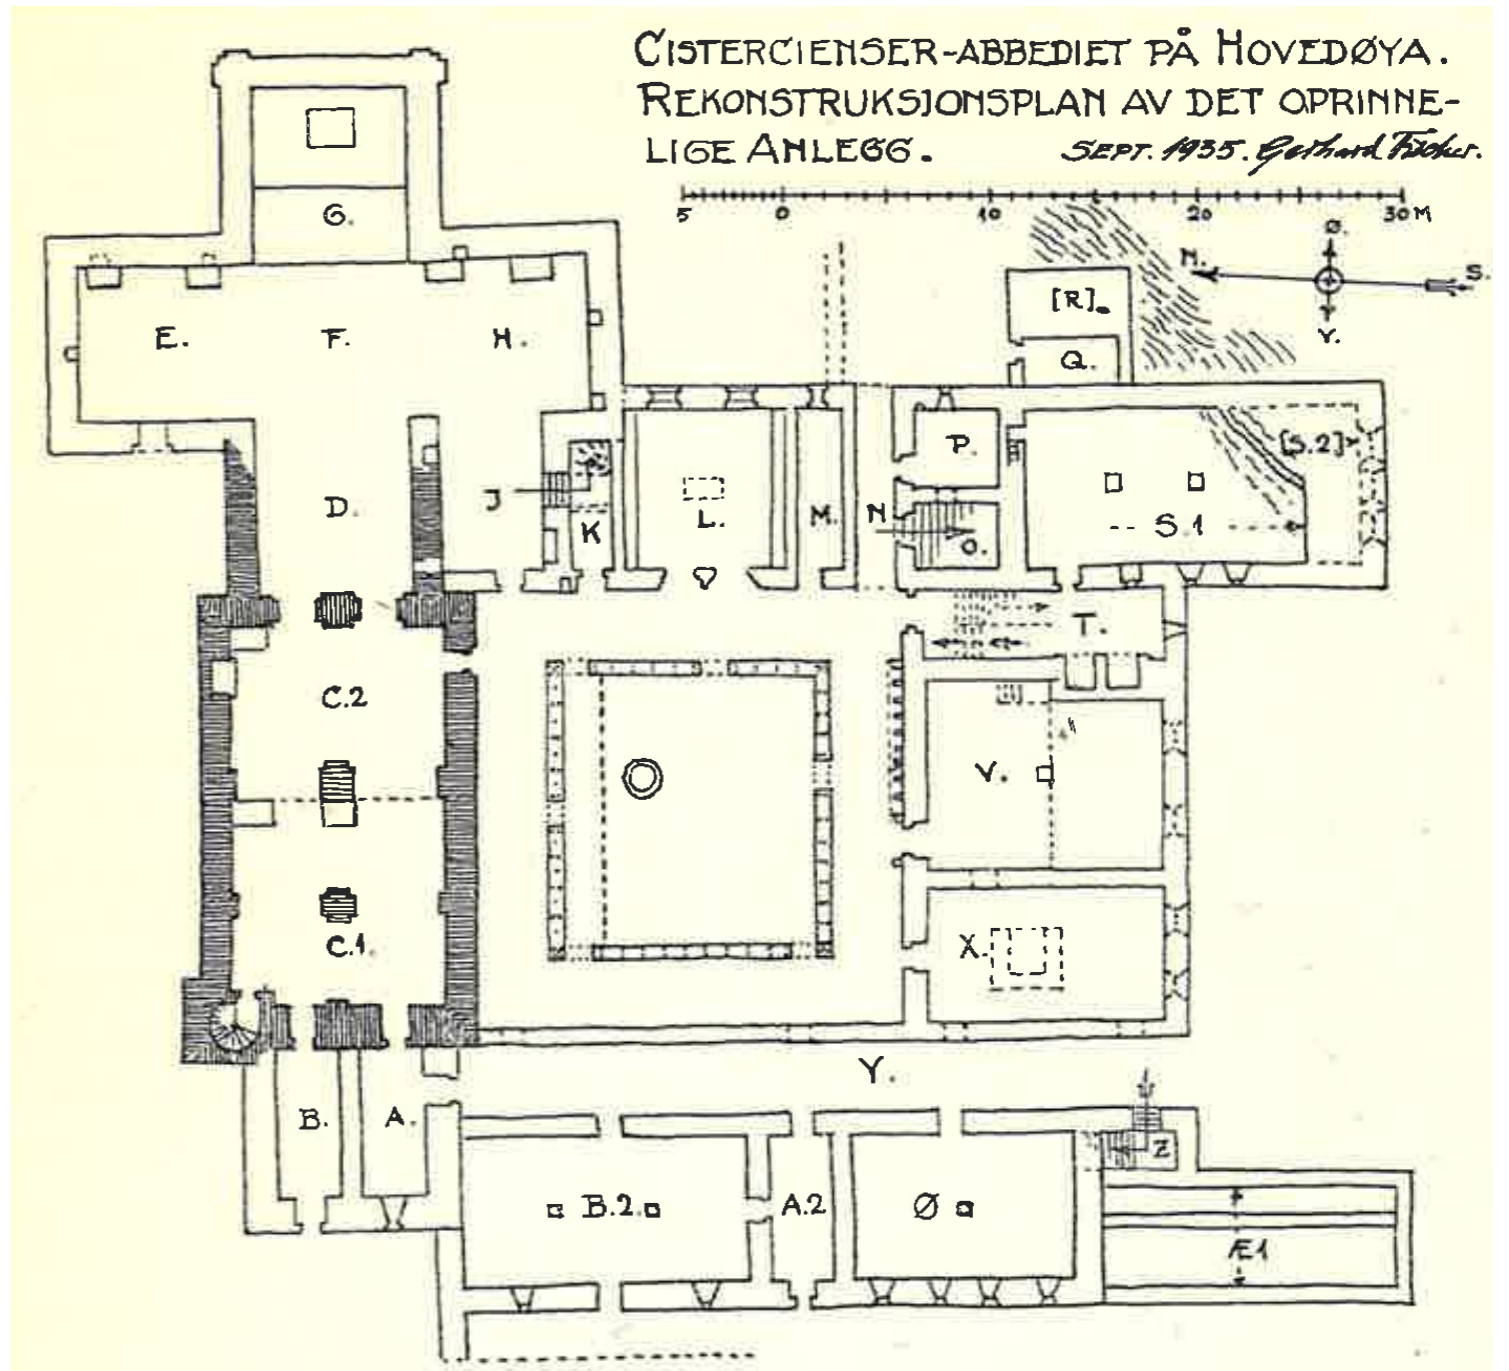 CISTERCIENSER-ABBEDIET PÅ HOVEDØYA.
REKONSTRUKSJONSPLAN AV DET OPRINNE-
LIGE ANLEGG. SEPT. 1935. Gerhard Fischer.
5 0 10 20 30 M
Ø.
N. S.
V.
G.
[R].
Q.
E. F. H.
P. [S.2]
D. J K L. M. N O. S.1
T.
C.2
V.
C.1
X.
Y.
B. A.
Z
B.2. A.2 Ø
Æ1